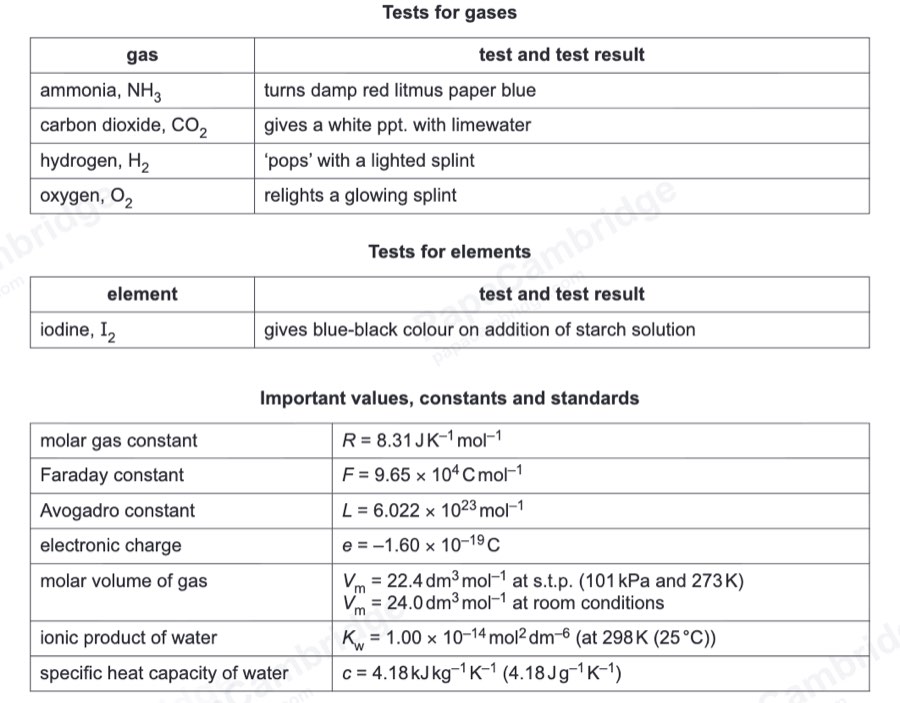 Tests for gases
gas test and test result
ammonia, NH₃ turns damp red litmus paper blue
carbon dioxide, CO₂ gives a white ppt. with limewater
hydrogen, H₂ ‘pops’ with a lighted splint
oxygen, O₂ relights a glowing splint
Tests for elements
element test and test result
iodine, I₂ gives blue-black colour on addition of starch solution
Important values, constants and standards
molar gas constant R = 8.31 J K⁻¹ mol⁻¹
Faraday constant F = 9.65 × 10⁴ C mol⁻¹
Avogadro constant L = 6.022 × 10²³ mol⁻¹
electronic charge e = −1.60 × 10⁻¹⁹ C
molar volume of gas Vₘ = 22.4 dm³ mol⁻¹ at s.t.p. (101 kPa and 273 K)
Vₘ = 24.0 dm³ mol⁻¹ at room conditions
ionic product of water K_w = 1.00 × 10⁻¹⁴ mol² dm⁻⁶ (at 298 K (25 °C))
specific heat capacity of water c = 4.18 kJ kg⁻¹ K⁻¹ (4.18 J g⁻¹ K⁻¹)